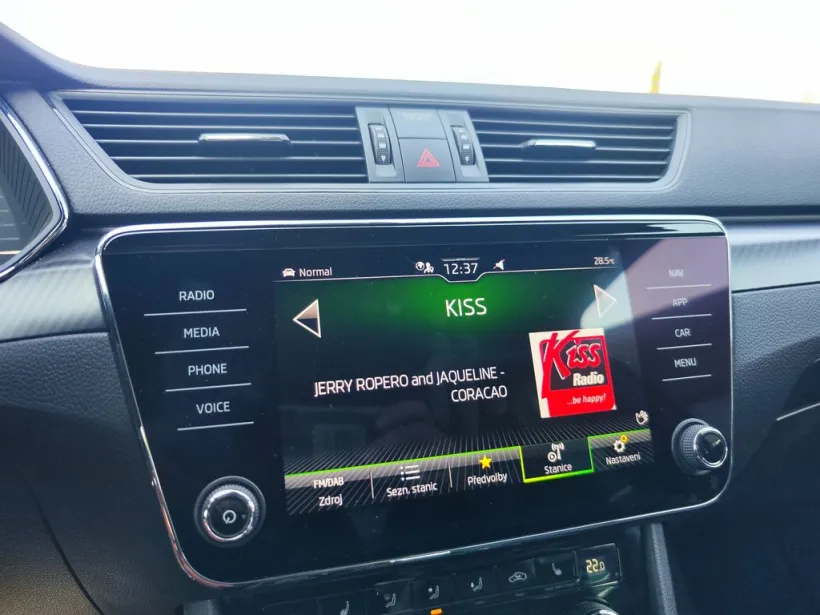 Normal
12:37
28.5°C
RADIO
MEDIA
PHONE
VOICE
KISS
JERRY ROPERO and JAQUELINE -
CORACAO
Kiss
Radio
...be happy!
FM/DAB
Zdroj
Sezn. stanic
Předvolby
Stanice
Nastavení
NAV
APP
CAR
MENU
22.0